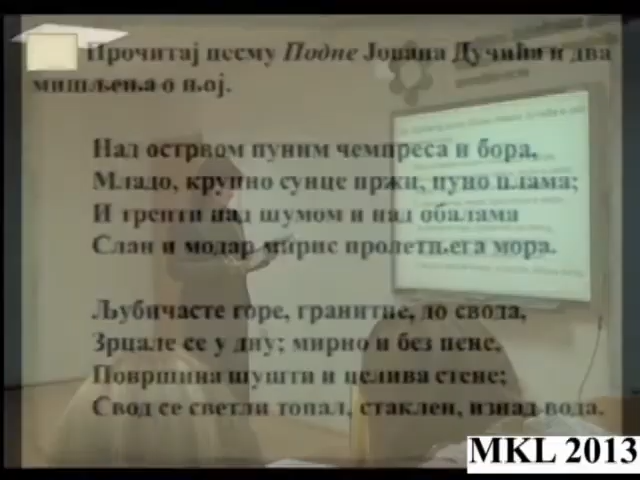 Прочитај песму Подне Јована Дучића и два
мишљења о њој.
Над острвом пуним чемпреса и бора,
Младо, крупно сунце пржи, пуно плама;
И трепти над шумом и над обалама
Слан и модар мирис пролетњега мора.
Љубичасте горе, гранитне, до свода,
Зрцале се у дну; мирно и без пене,
Површина шушти и целива стене;
Свод се светли топал, стаклен, изнад вода.
MKL 2013